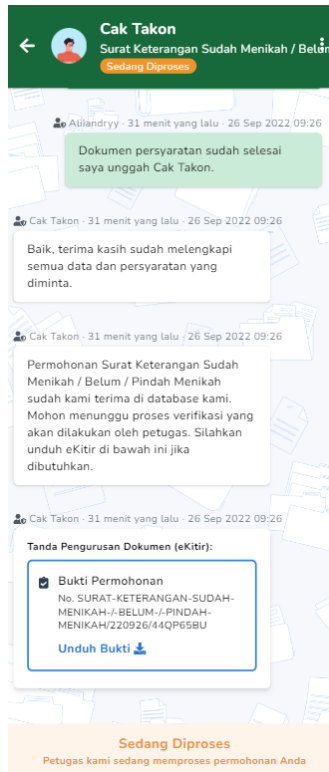 Cak Takon
Surat Keterangan Sudah Menikah / Belum
Sedang Diproses
Atilandryy · 31 menit yang lalu · 26 Sep 2022 09:26
Dokumen persyaratan sudah selesai
saya unggah Cak Takon.
Cak Takon · 31 menit yang lalu · 26 Sep 2022 09:26
Baik, terima kasih sudah melengkapi
semua data dan persyaratan yang
diminta.
Cak Takon · 31 menit yang lalu · 26 Sep 2022 09:26
Permohonan Surat Keterangan Sudah
Menikah / Belum / Pindah Menikah
sudah kami terima di database kami.
Mohon menunggu proses verifikasi yang
akan dilakukan oleh petugas. Silahkan
unduh eKitir di bawah ini jika
dibutuhkan.
Cak Takon · 31 menit yang lalu · 26 Sep 2022 09:26
Tanda Pengurusan Dokumen (eKitir):
Bukti Permohonan
No. SURAT-KETERANGAN-SUDAH-
MENIKAH-/-BELUM-/-PINDAH-
MENIKAH/220926/44QP65BU
Unduh Bukti
Sedang Diproses
Petugas kami sedang memproses permohonan Anda